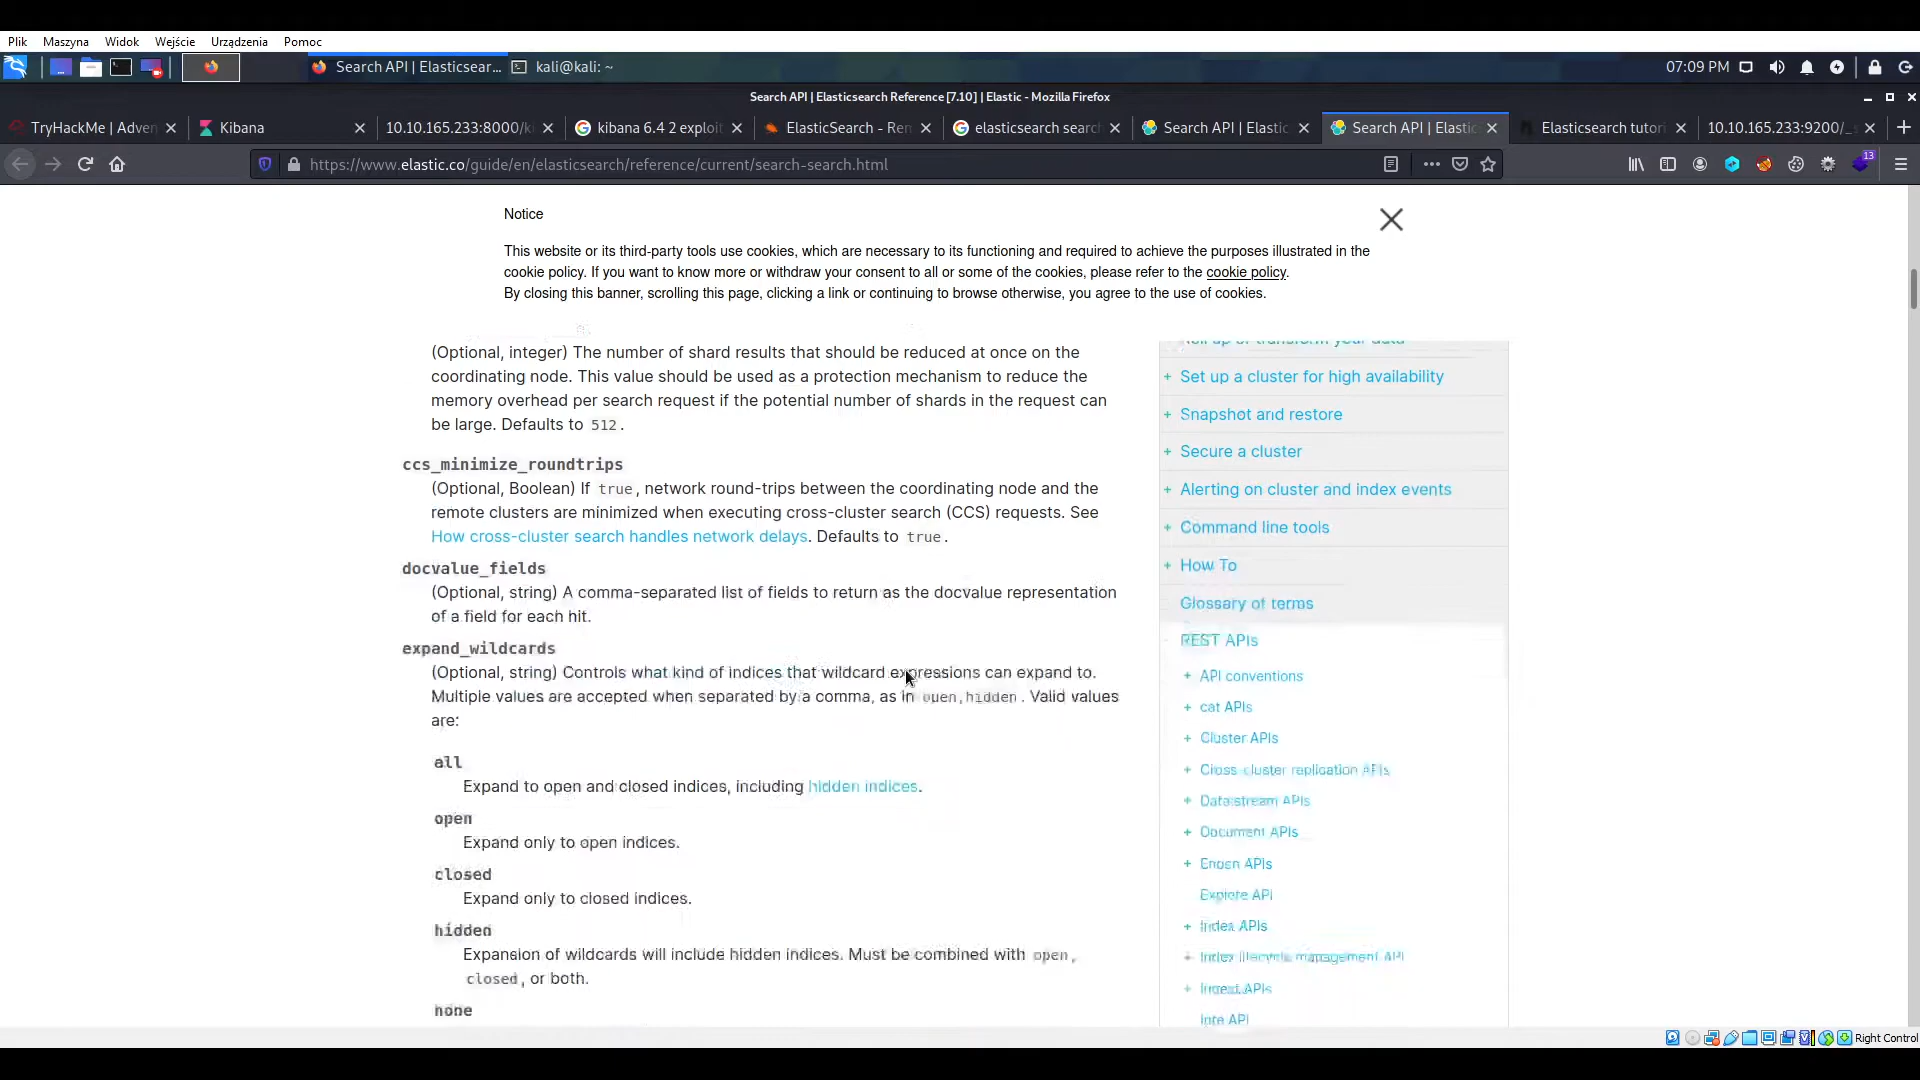 Plik Maszyna Widok Wejście Urządzenia Pomoc
Search API | Elasticsear... kali@kali: ~ 07:09 PM
Search API | Elasticsearch Reference [7.10] | Elastic - Mozilla Firefox
TryHackMe | Adven Kibana 10.10.165.233:8000/ki kibana 6.4 2 exploit ElasticSearch - Ren elasticsearch search Search API | Elastic Search API | Elastic Elasticsearch tutori 10.10.165.233:9200/_
https://www.elastic.co/guide/en/elasticsearch/reference/current/search-search.html 13
Notice
This website or its third-party tools use cookies, which are necessary to its functioning and required to achieve the purposes illustrated in the
cookie policy. If you want to know more or withdraw your consent to all or some of the cookies, please refer to the cookie policy.
By closing this banner, scrolling this page, clicking a link or continuing to browse otherwise, you agree to the use of cookies.
(Optional, integer) The number of shard results that should be reduced at once on the
coordinating node. This value should be used as a protection mechanism to reduce the
memory overhead per search request if the potential number of shards in the request can
be large. Defaults to 512.
ccs_minimize_roundtrips
(Optional, Boolean) If true, network round-trips between the coordinating node and the
remote clusters are minimized when executing cross-cluster search (CCS) requests. See
How cross-cluster search handles network delays. Defaults to true.
docvalue_fields
(Optional, string) A comma-separated list of fields to return as the docvalue representation
of a field for each hit.
expand_wildcards
(Optional, string) Controls what kind of indices that wildcard expressions can expand to.
Multiple values are accepted when separated by a comma, as in open,hidden. Valid values
are:
all
Expand to open and closed indices, including hidden indices.
open
Expand only to open indices.
closed
Expand only to closed indices.
hidden
Expansion of wildcards will include hidden indices. Must be combined with open,
closed, or both.
none
Roll up or transform your data
+ Set up a cluster for high availability
+ Snapshot and restore
+ Secure a cluster
+ Alerting on cluster and index events
+ Command line tools
+ How To
Glossary of terms
- REST APIs
+ API conventions
+ cat APIs
+ Cluster APIs
+ Cross-cluster replication APIs
+ Data stream APIs
+ Document APIs
+ Enrich APIs
Explore API
+ Index APIs
+ Index lifecycle management API
+ Ingest APIs
Info API
Right Control